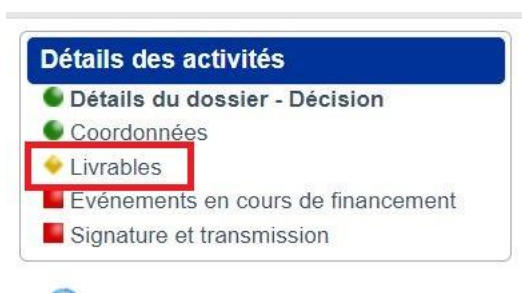 Détails des activités
Détails du dossier - Décision
Coordonnées
Livrables
Evénements en cours de financement
Signature et transmission